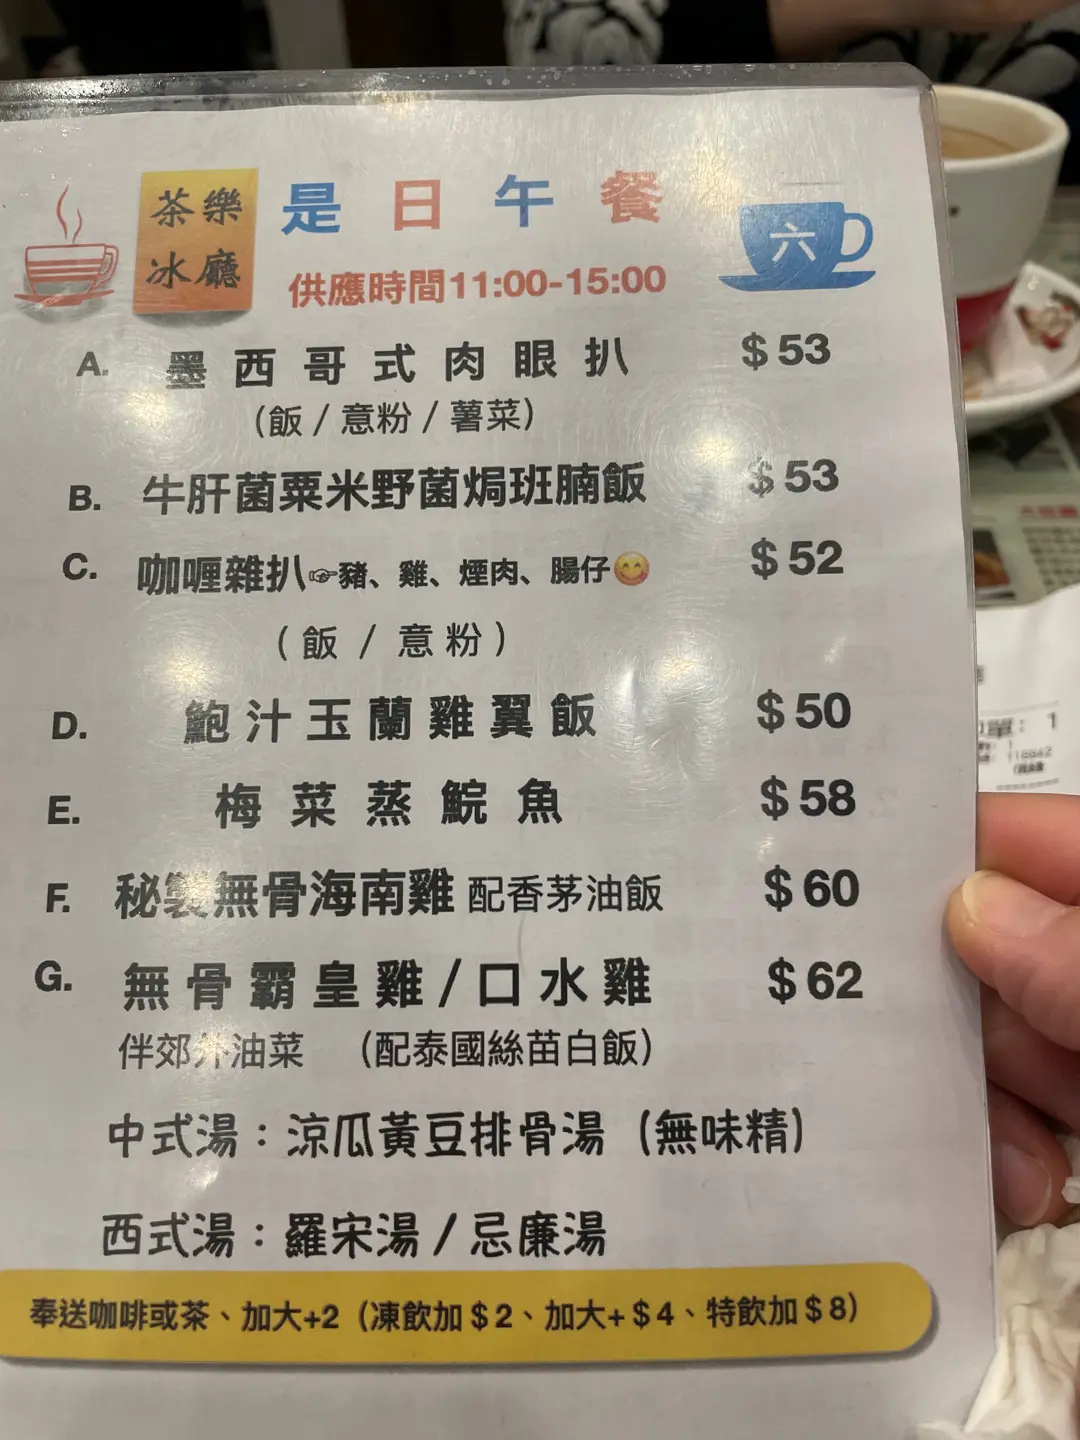 茶樂
冰廳
是日午餐
六
供應時間11:00-15:00
A. 墨西哥式肉眼扒 $53
(飯/意粉/薯菜)
B. 牛肝菌粟米野菌焗班腩飯 $53
C. 咖喱雜扒☞豬、雞、煙肉、腸仔😋 $52
(飯/意粉)
D. 鮑汁玉蘭雞翼飯 $50
E. 梅菜蒸鯇魚 $58
F. 秘製無骨海南雞 配香茅油飯 $60
G. 無骨霸皇雞/口水雞 $62
伴郊外油菜 (配泰國絲苗白飯)
中式湯：涼瓜黃豆排骨湯 (無味精)
西式湯：羅宋湯/忌廉湯
奉送咖啡或茶、加大+2 (凍飲加$2、加大+$4、特飲加$8)
: 1